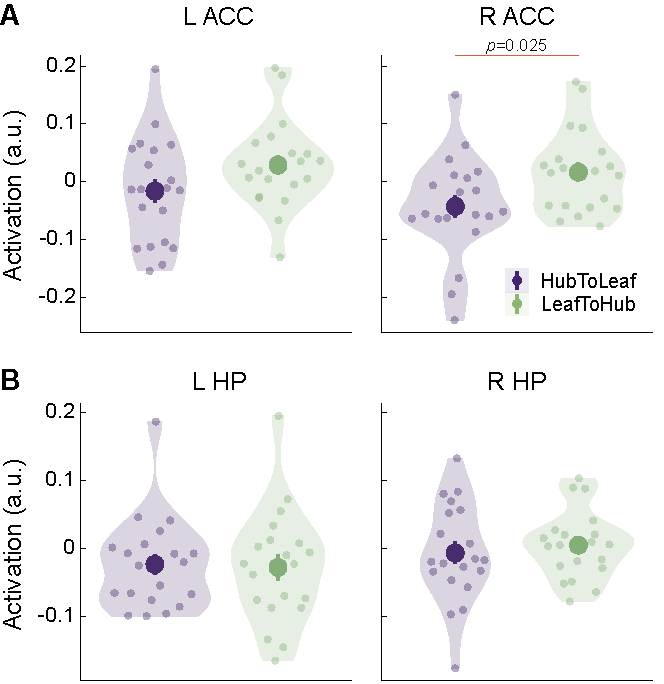 A
L ACC
R ACC
p=0.025
Activation (a.u.)
0.2
0.1
0
-0.1
-0.2
HubToLeaf
LeafToHub
B
L HP
R HP
Activation (a.u.)
0.2
0.1
0
-0.1